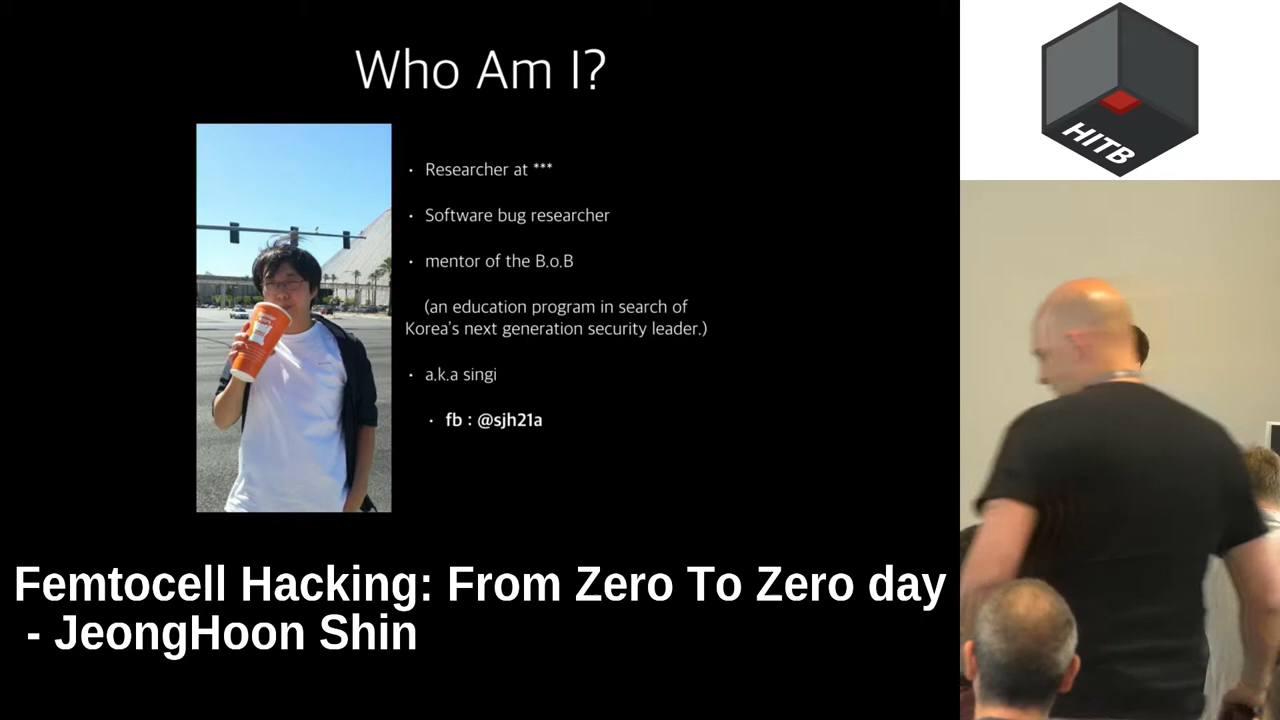 Who Am I?
• Researcher at ***
• Software bug researcher
• mentor of the B.o.B
(an education program in search of
Korea's next generation security leader.)
• a.k.a singi
• fb : @sjh21a
Femtocell Hacking: From Zero To Zero day
- JeongHoon Shin
HITB